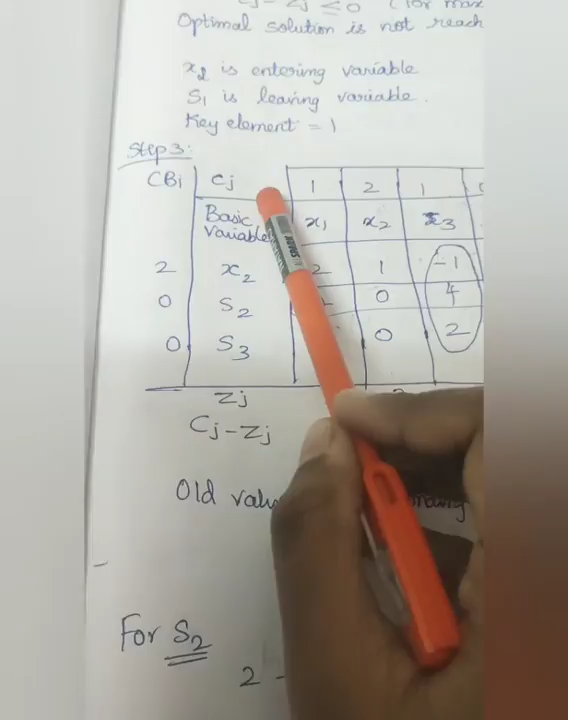 Optimal solution is not reach
x2 is entering variable
S1 is leaving variable.
Key element = 1
Step 3:
CBi Cj 1 2 1
Basic Variable x1 x2 x3
2 x2 2 1 -1
0 S2 0 4
0 S3 0 2
Zj
Cj - Zj
Old
For S2
2 -